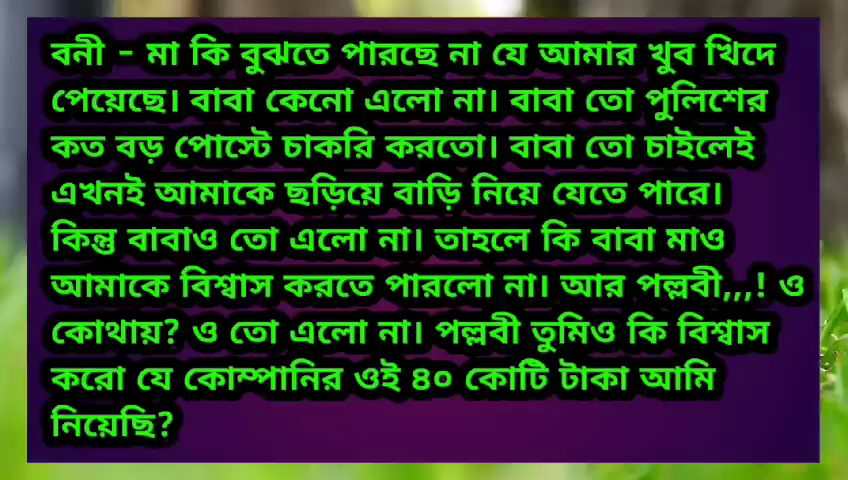 বনী - মা কি বুঝতে পারছে না যে আমার খুব খিদে
পেয়েছে। বাবা কেনো এলো না। বাবা তো পুলিশের
কত বড় পোস্টে চাকরি করতো। বাবা তো চাইলেই
এখনই আমাকে ছড়িয়ে বাড়ি নিয়ে যেতে পারে।
কিন্তু বাবাও তো এলো না। তাহলে কি বাবা মাও
আমাকে বিশ্বাস করতে পারলো না। আর পল্লবী,,,! ও
কোথায়? ও তো এলো না। পল্লবী তুমিও কি বিশ্বাস
করো যে কোম্পানির ওই ৪০ কোটি টাকা আমি
নিয়েছি?